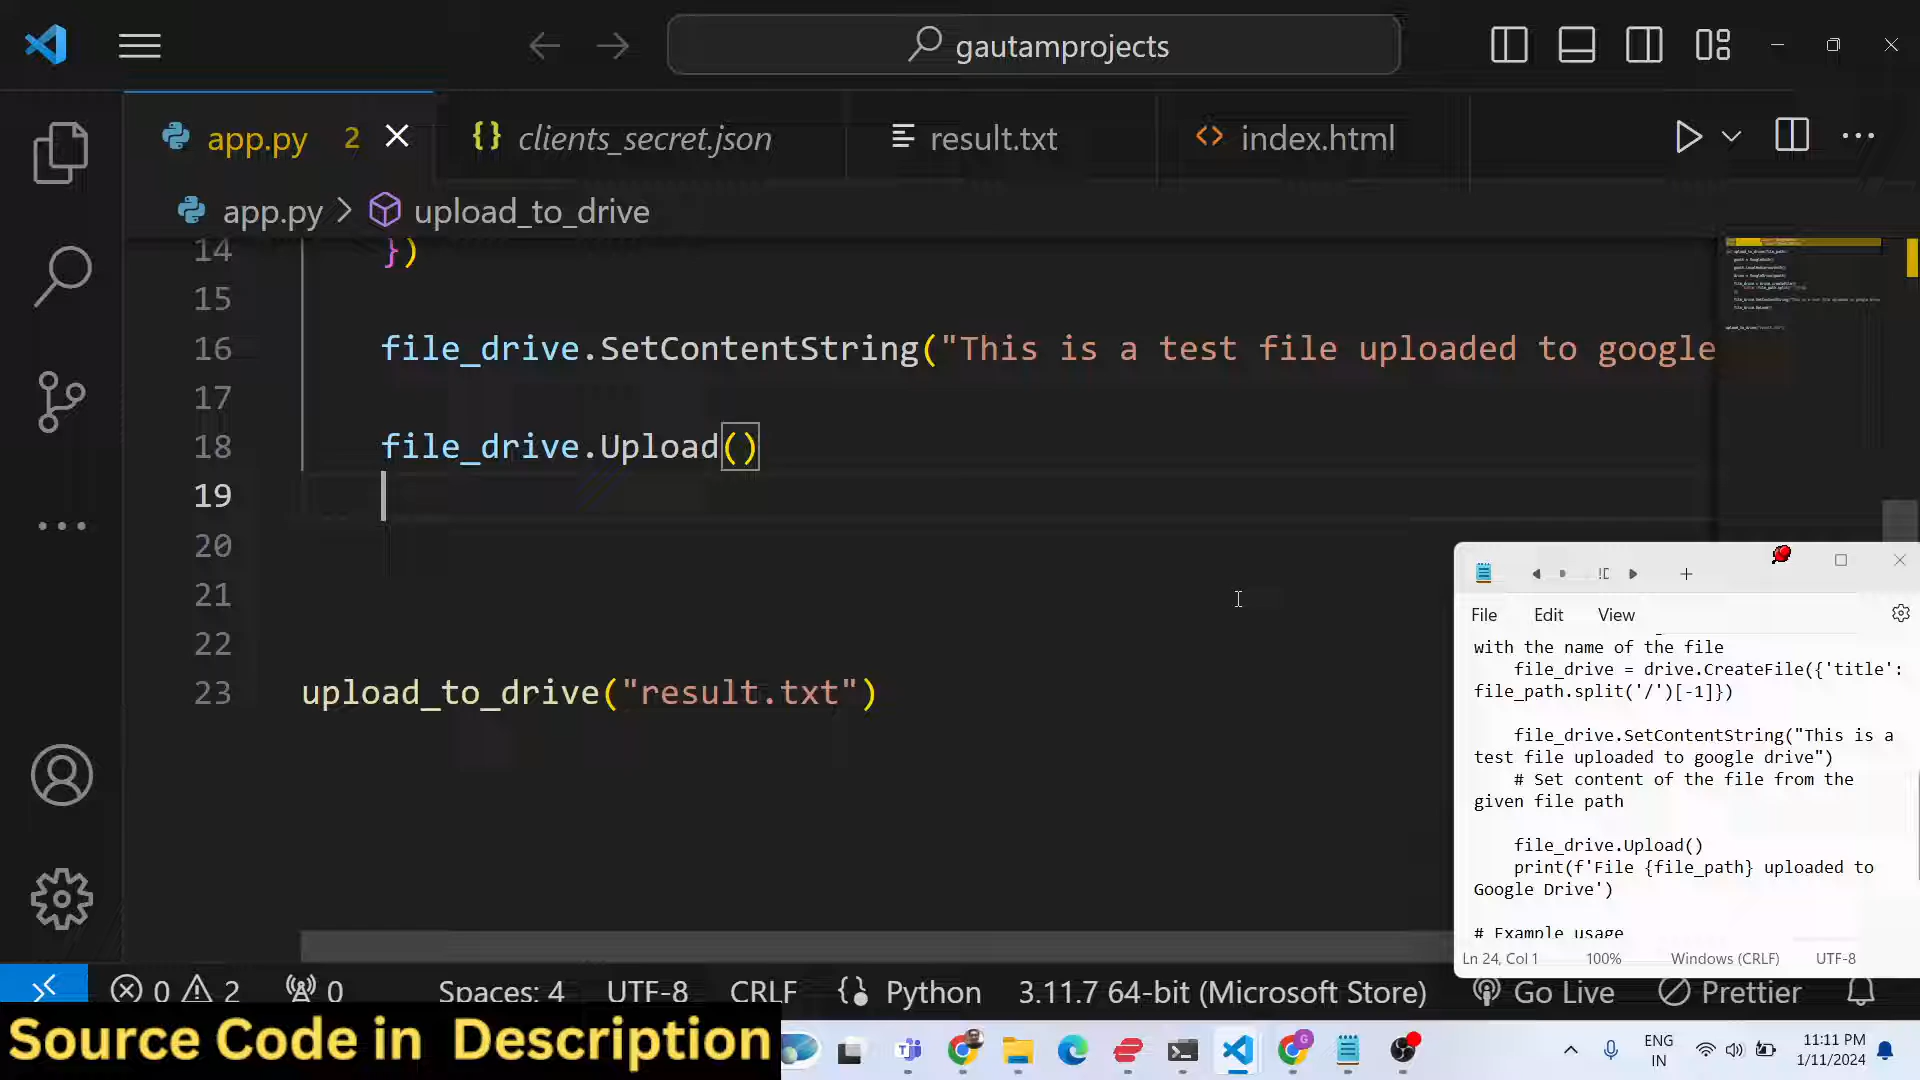 gautamprojects
app.py 2
clients_secret.json
result.txt
index.html
app.py > upload_to_drive
14 })
15
16 file_drive.SetContentString("This is a test file uploaded to google
17
18 file_drive.Upload()
19
20
21
22
23 upload_to_drive("result.txt")
File Edit View
with the name of the file
file_drive = drive.CreateFile({'title':
file_path.split('/')[-1]})
file_drive.SetContentString("This is a
test file uploaded to google drive")
# Set content of the file from the
given file path
file_drive.Upload()
print(f'File {file_path} uploaded to
Google Drive')
# Example usage
Ln 24, Col 1 100% Windows (CRLF) UTF-8
0 2 0 Spaces: 4 UTF-8 CRLF Python 3.11.7 64-bit (Microsoft Store) Go Live Prettier
Source Code in Description
ENG
IN
11:11 PM
1/11/2024